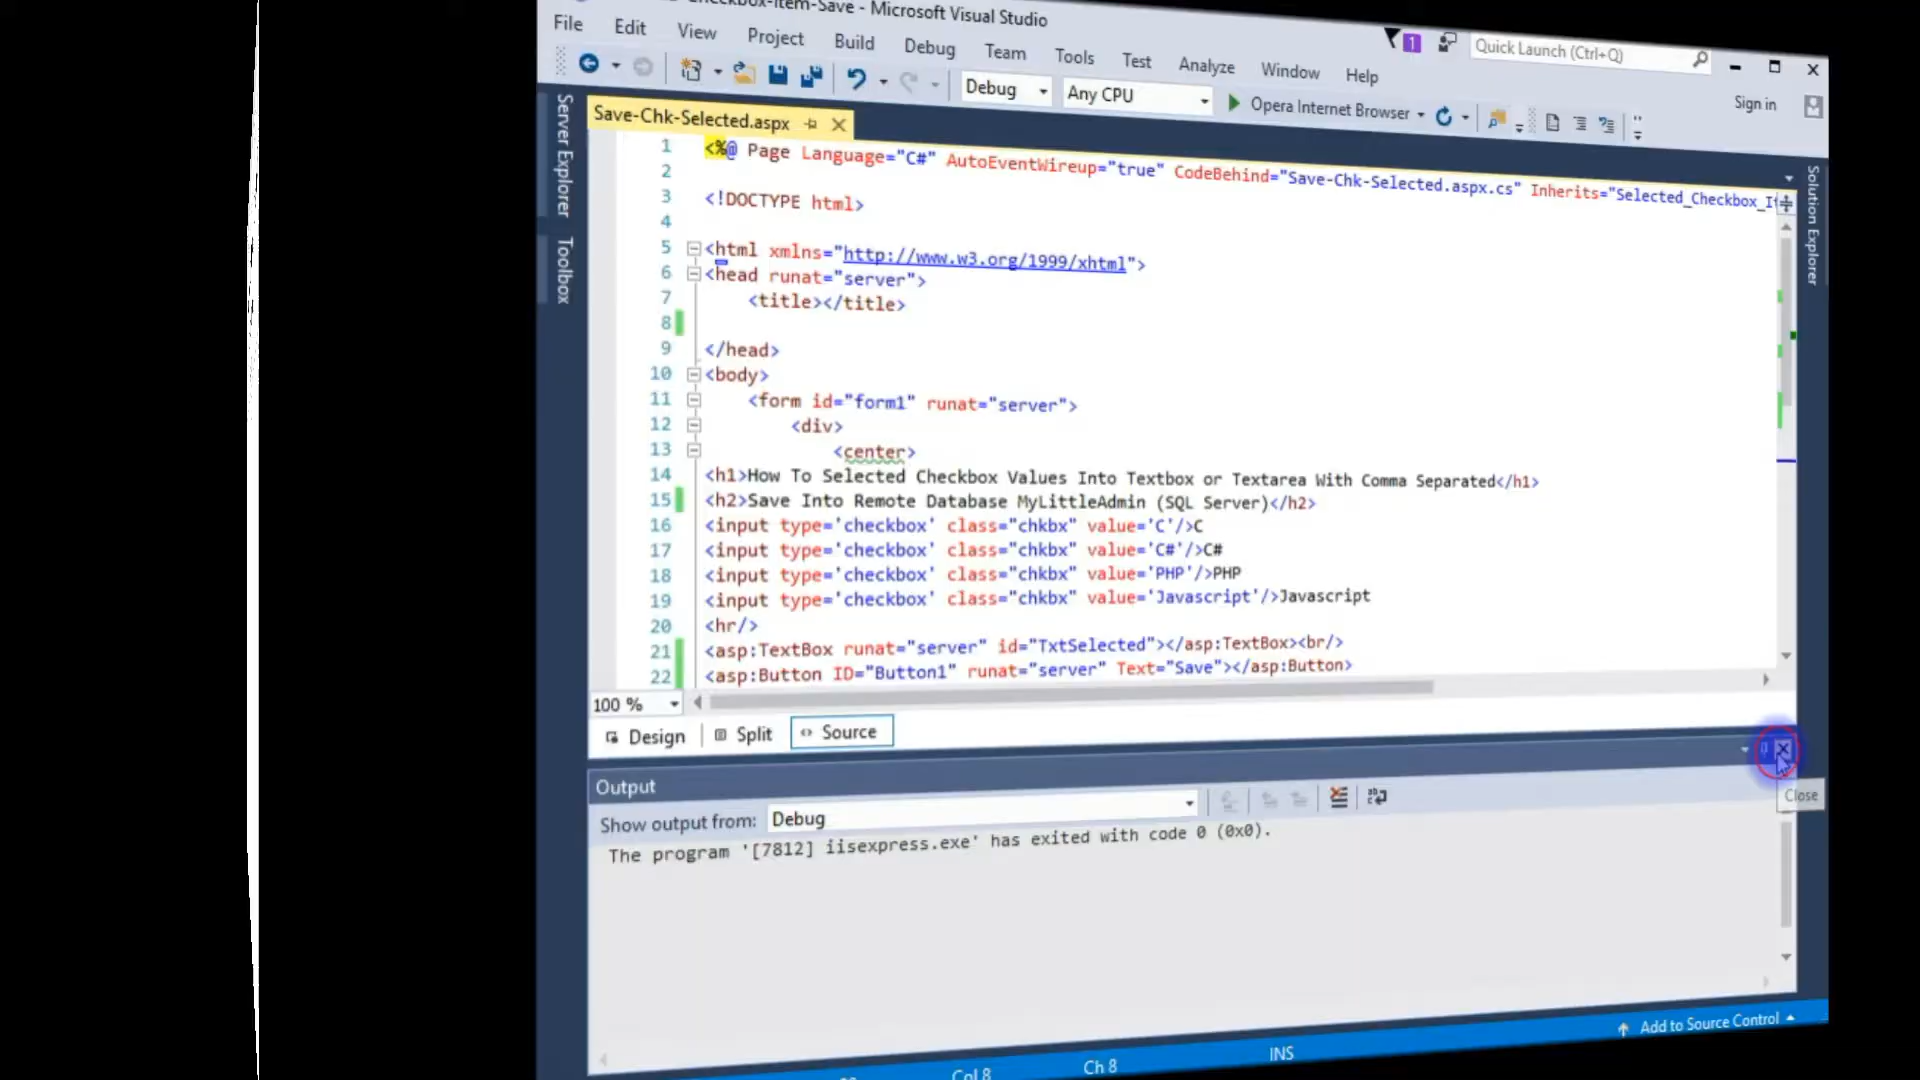 Checkbox-Item-Save - Microsoft Visual Studio
File Edit View Project Build Debug Team Tools Test Analyze Window Help
1 Quick Launch (Ctrl+Q)
Debug Any CPU Opera Internet Browser
Sign in
Server Explorer
Toolbox
Solution Explorer
Save-Chk-Selected.aspx
1 <%@ Page Language="C#" AutoEventWireup="true" CodeBehind="Save-Chk-Selected.aspx.cs" Inherits="Selected_Checkbox_It
2
3 <!DOCTYPE html>
4
5 <html xmlns="http://www.w3.org/1999/xhtml">
6 <head runat="server">
7 <title></title>
8
9 </head>
10 <body>
11 <form id="form1" runat="server">
12 <div>
13 <center>
14 <h1>How To Selected Checkbox Values Into Textbox or Textarea With Comma Separated</h1>
15 <h2>Save Into Remote Database MyLittleAdmin (SQL Server)</h2>
16 <input type='checkbox' class="chkbx" value='C'/>C
17 <input type='checkbox' class="chkbx" value='C#'/>C#
18 <input type='checkbox' class="chkbx" value='PHP'/>PHP
19 <input type='checkbox' class="chkbx" value='Javascript'/>Javascript
20 <hr/>
21 <asp:TextBox runat="server" id="TxtSelected"></asp:TextBox><br/>
22 <asp:Button ID="Button1" runat="server" Text="Save"></asp:Button>
100 %
Design Split Source
Output
Close
Show output from: Debug
The program '[7812] iisexpress.exe' has exited with code 0 (0x0).
Add to Source Control
Col 8 Ch 8 INS